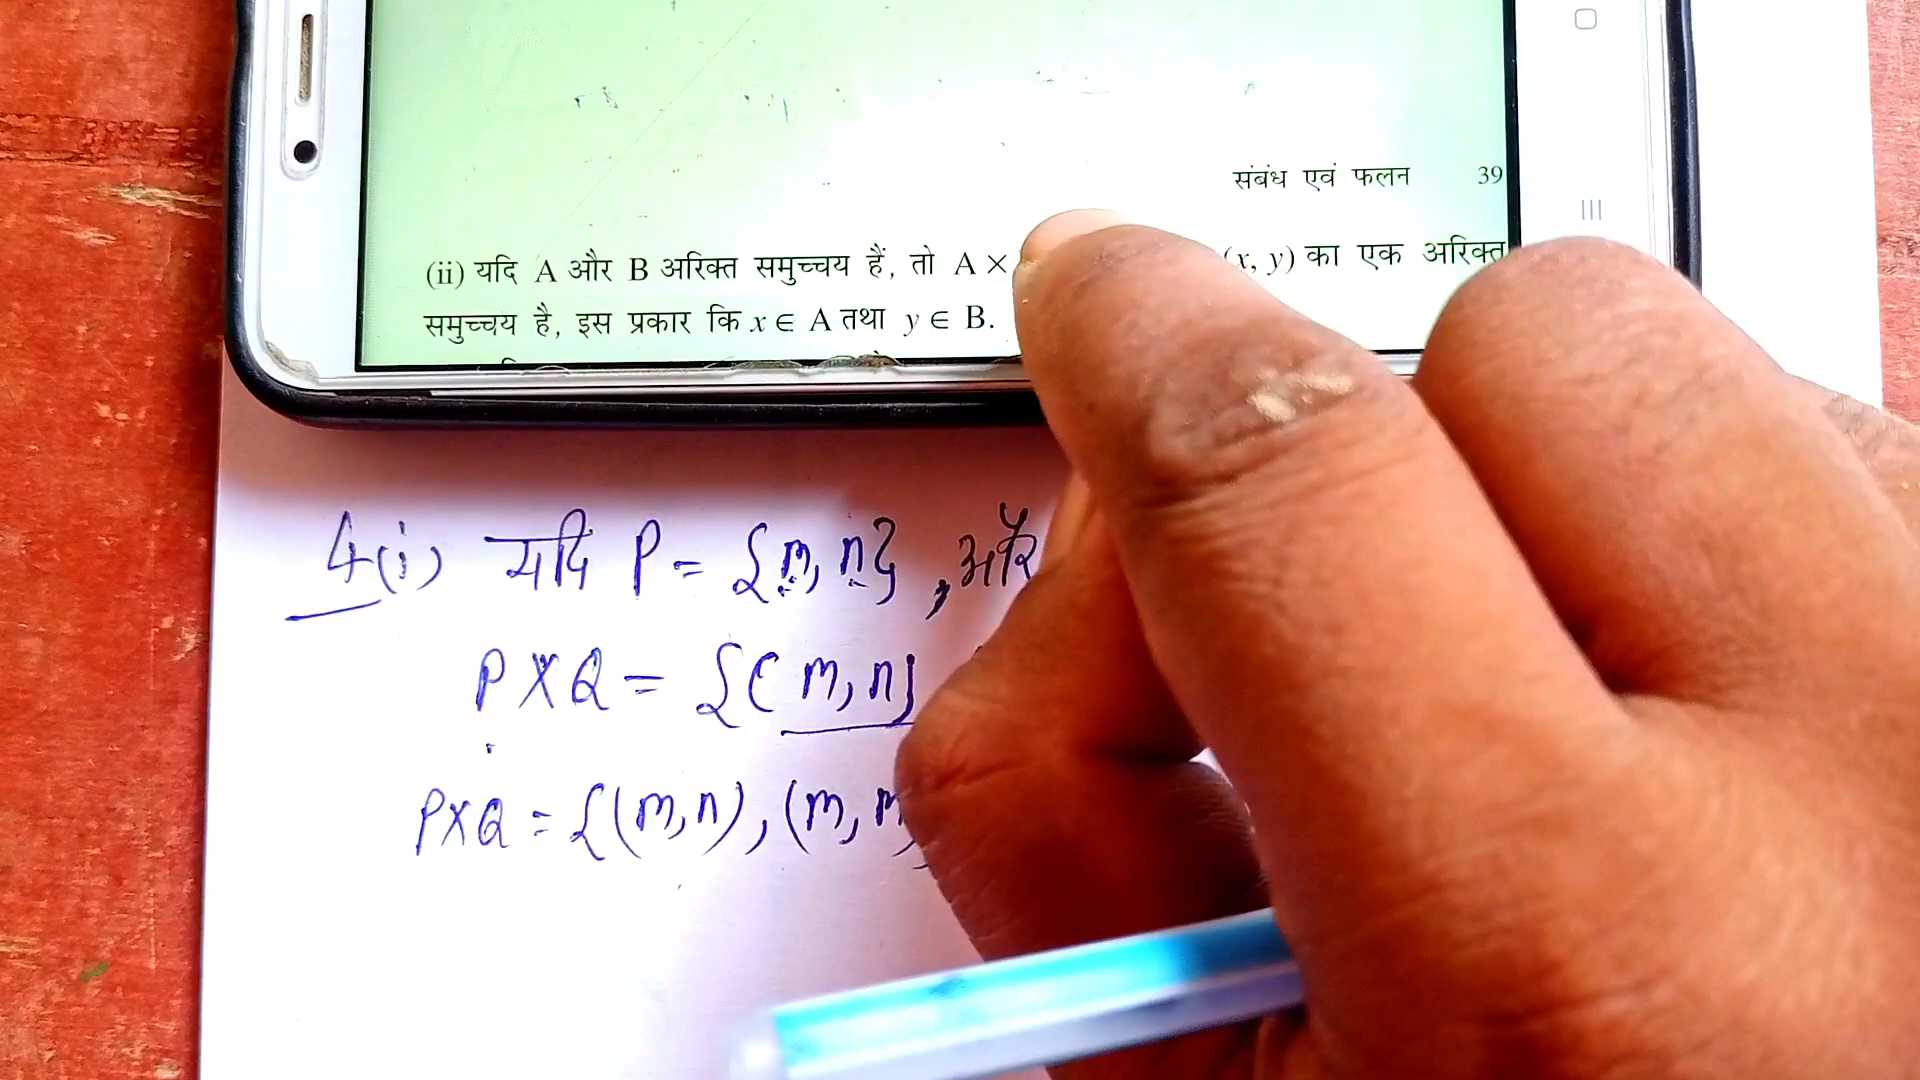 संबंध एवं फलन 39
(ii) यदि A और B अरिक्त समुच्चय हैं, तो A × (x, y) का एक अरिक्त
समुच्चय है, इस प्रकार कि x ∈ A तथा y ∈ B.
4(i) यदि P = {m, n}, और
P X Q = {( m, n)
P X Q = {(m, n), (m, m